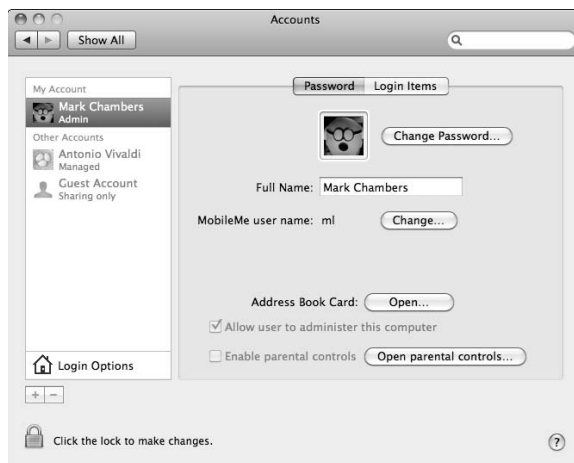 Accounts
Show All
My Account
Mark Chambers
Admin
Other Accounts
Antonio Vivaldi
Managed
Guest Account
Sharing only
Login Options
+ −
Password Login Items
Change Password...
Full Name: Mark Chambers
MobileMe user name: ml Change...
Address Book Card: Open...
Allow user to administer this computer
Enable parental controls Open parental controls...
Click the lock to make changes.
?